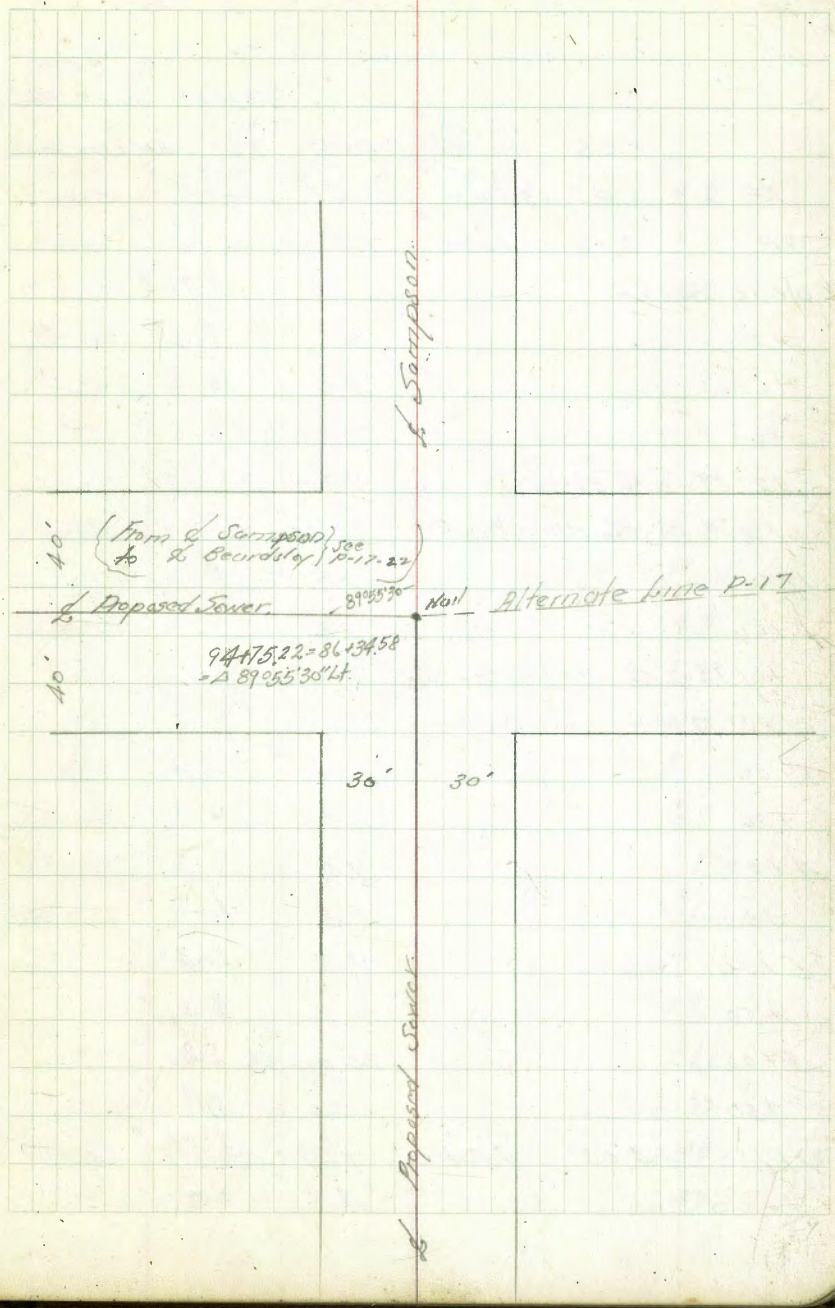 ℄ Sampson.
40'
(From ℄ Sampson
to ℄ Beardsley) see
P-17-22
℄ Proposed Sewer.
89°55'30"
Nail
Alternate Line P-17
94+75.22=86+34.58
=Δ 89°55'30" Lt.
40'
30'
30'
℄ Proposed Sewer.